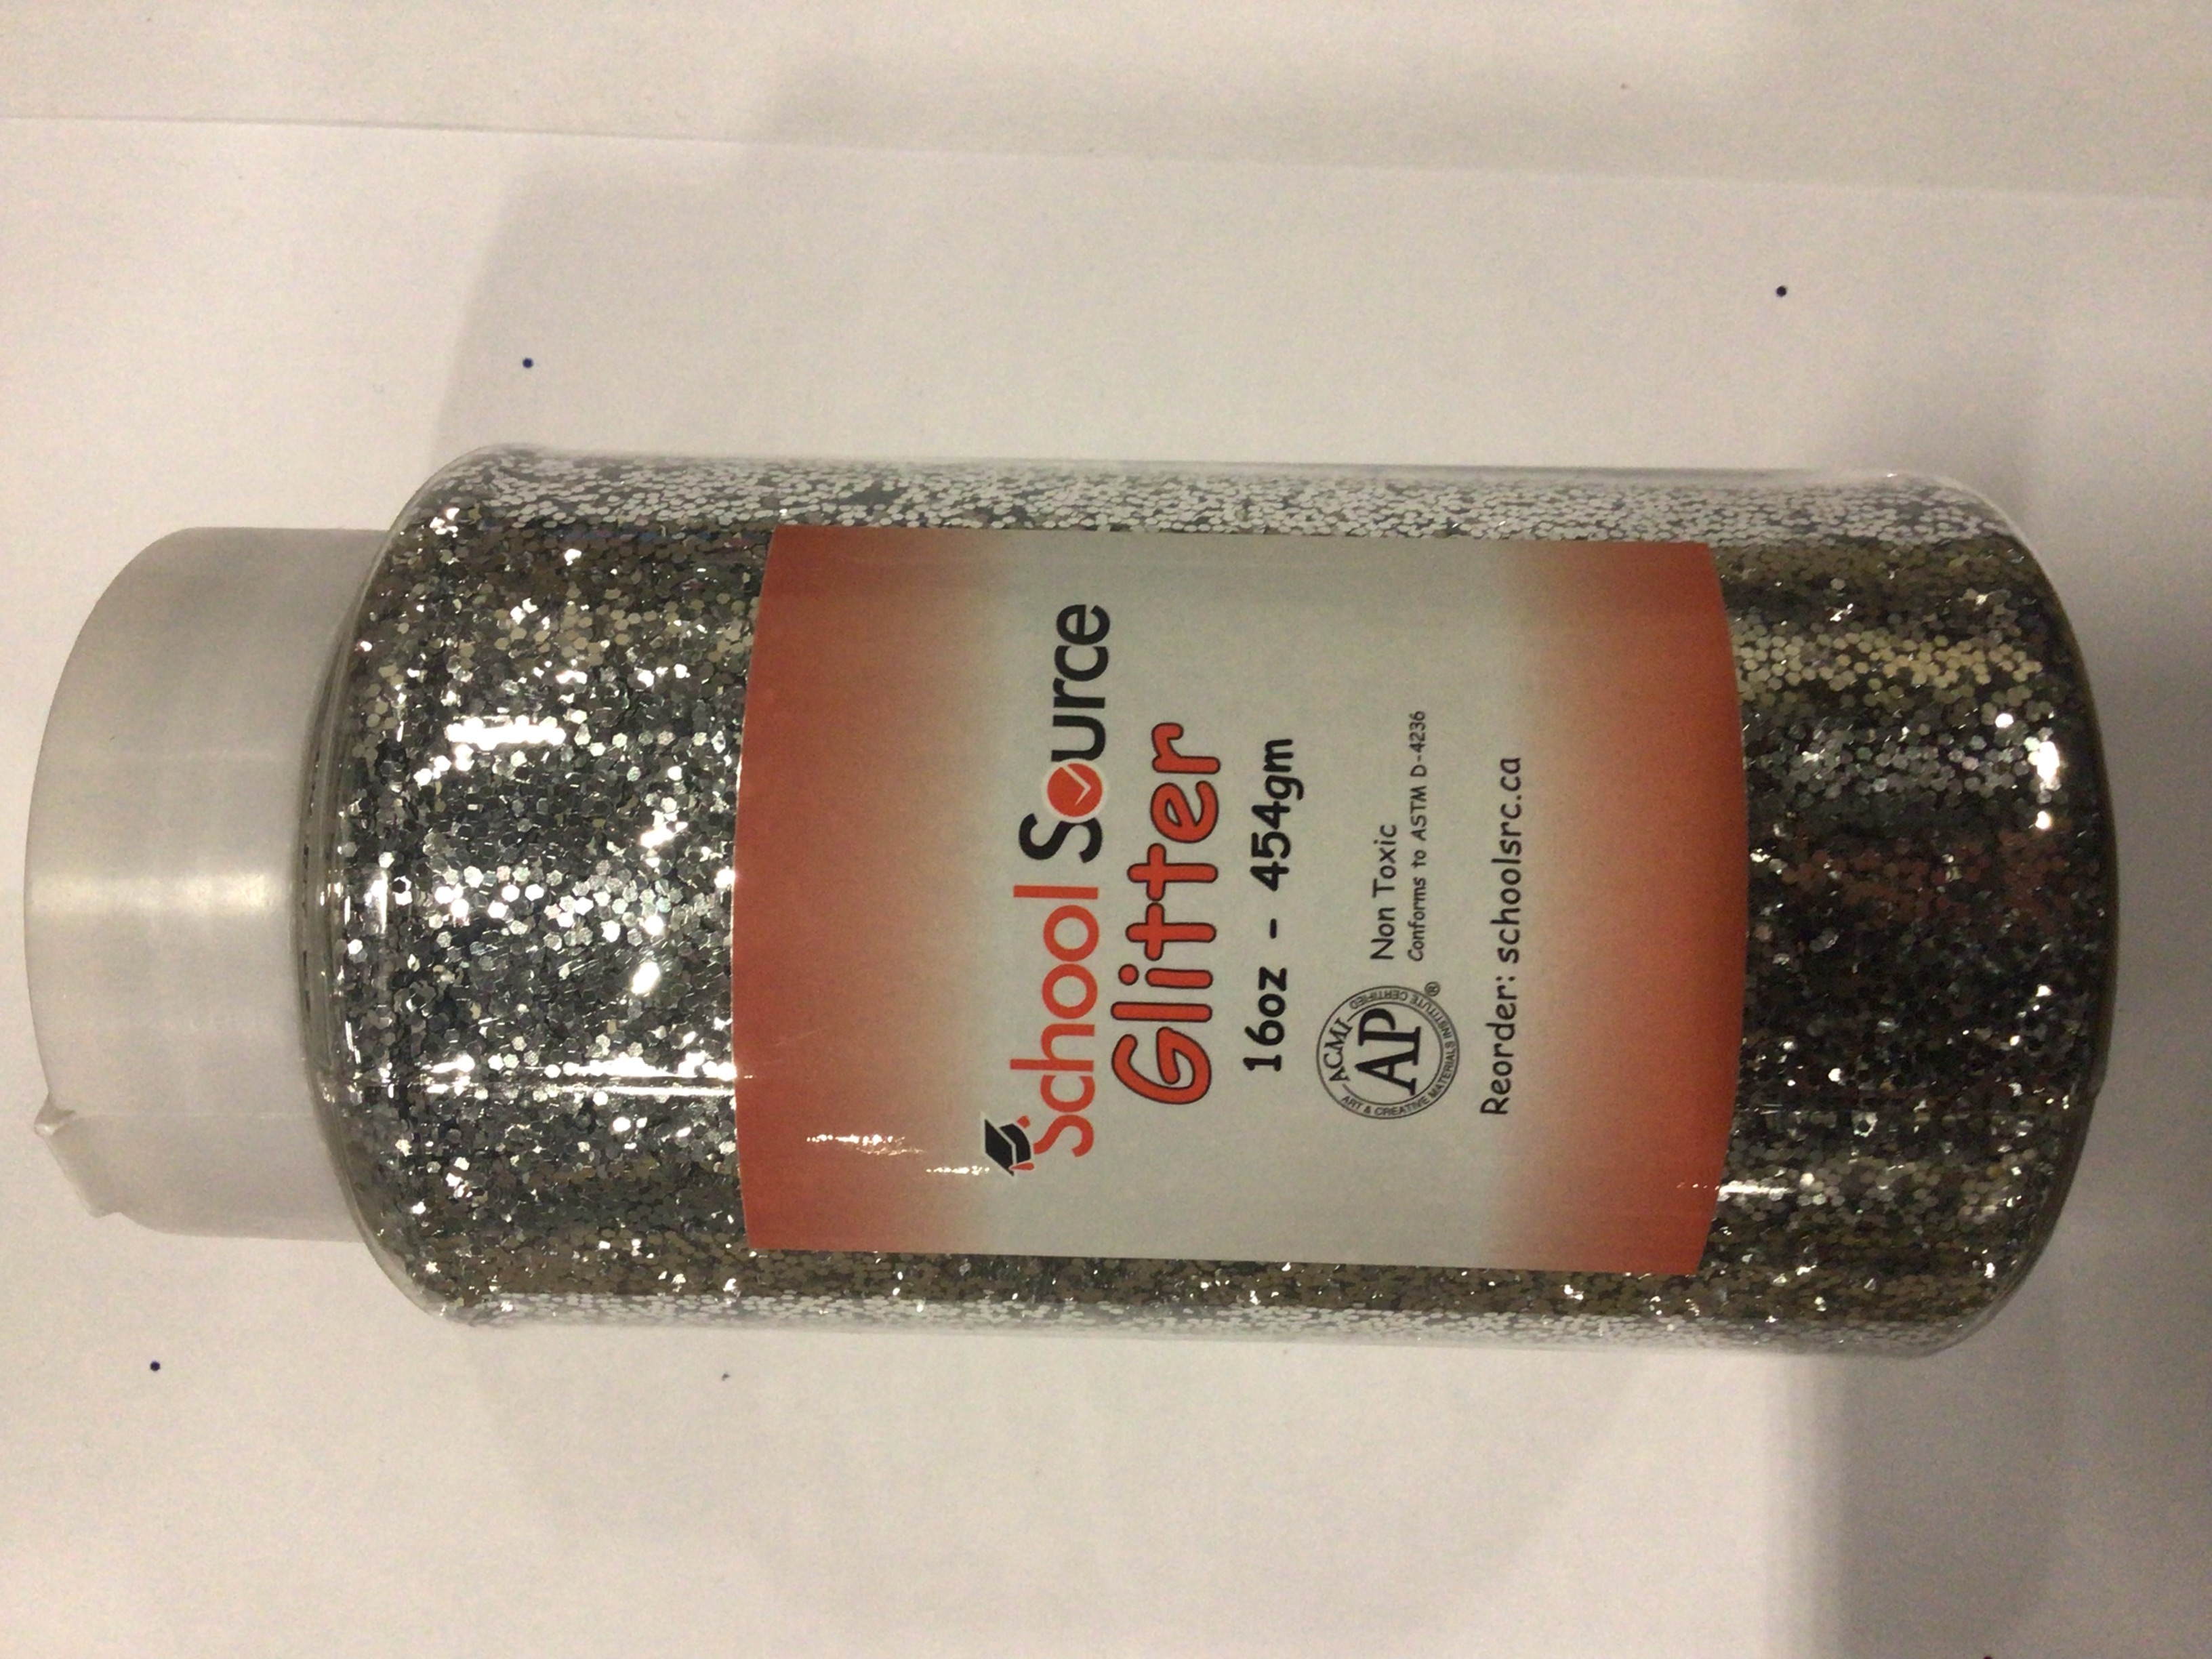 School Source
Glitter
16oz - 454gm
ACMI
AP
ART & CREATIVE MATERIALS INSTITUTE CERTIFIED
®
Non Toxic
Conforms to ASTM D-4236
Reorder: schoolsrc.ca